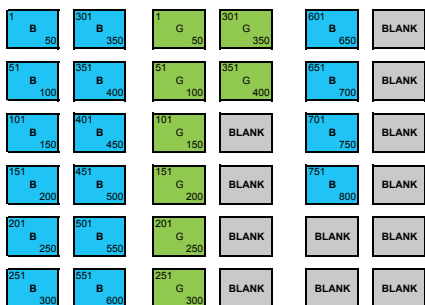 1 301 1 301 601
B B G G B BLANK
50 350 50 350 650
51 351 51 351 651
B B G G B BLANK
100 400 100 400 700
101 401 101 701
B B G BLANK B BLANK
150 450 150 750
151 451 151 751
B B G BLANK B BLANK
200 500 200 800
201 501 201
B B G BLANK BLANK BLANK
250 550 250
251 551 251
B B G BLANK BLANK BLANK
300 600 300